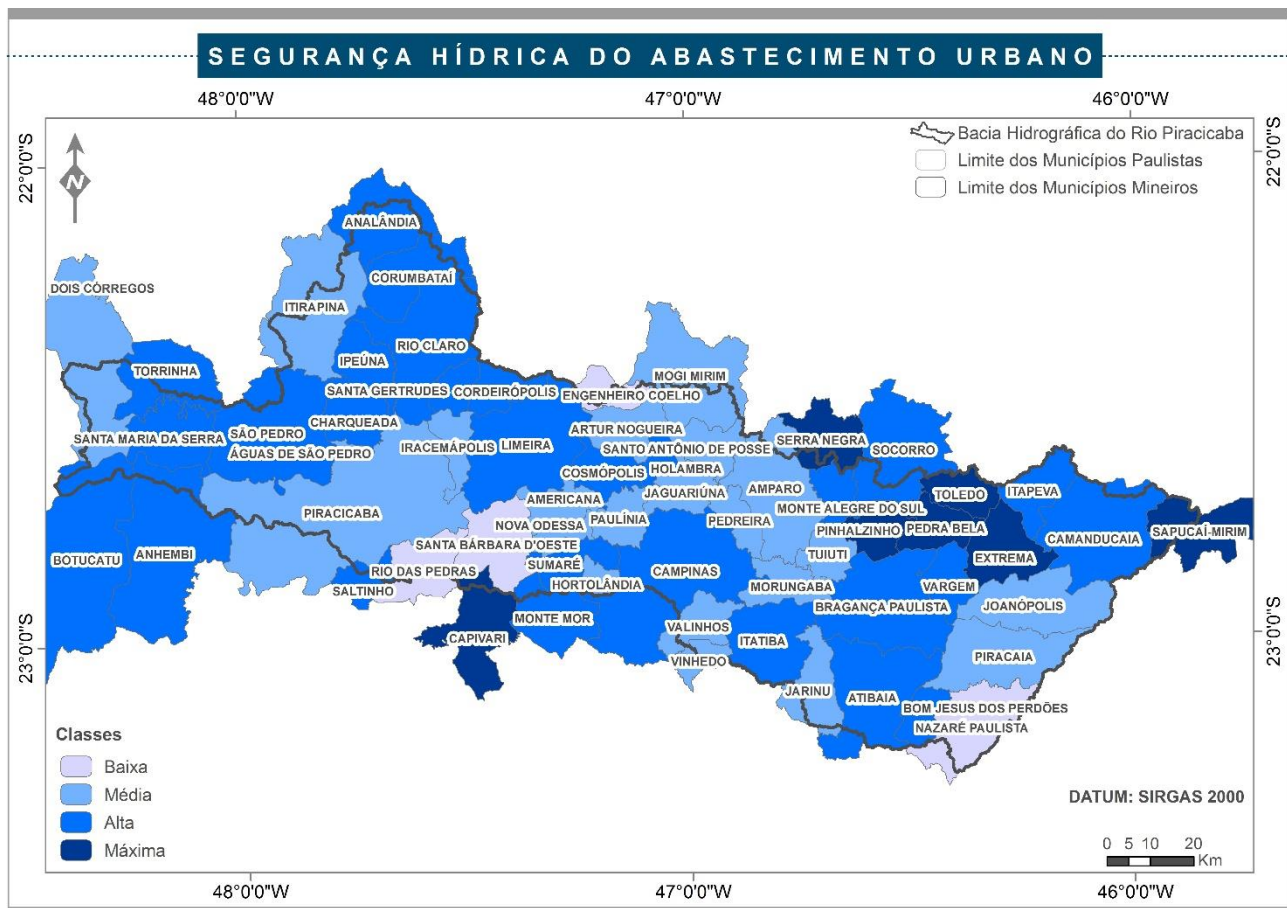 SEGURANÇA HÍDRICA DO ABASTECIMENTO URBANO
48°0'0"W
47°0'0"W
46°0'0"W
22°0'0"S
22°0'0"S
N
Bacia Hidrográfica do Rio Piracicaba
Limite dos Municípios Paulistas
Limite dos Municípios Mineiros
ANALÂNDIA
CORUMBATAÍ
DOIS CÓRREGOS
ITIRAPINA
RIO CLARO
IPEÚNA
TORRINHA
MOGI MIRIM
SANTA GERTRUDES
CORDEIRÓPOLIS
ENGENHEIRO COELHO
CHARQUEADA
ARTUR NOGUEIRA
SANTA MARIA DA SERRA
SÃO PEDRO
IRACEMÁPOLIS
LIMEIRA
SANTO ANTÔNIO DE POSSE
SERRA NEGRA
SOCORRO
ÁGUAS DE SÃO PEDRO
COSMÓPOLIS
HOLAMBRA
AMPARO
TOLEDO
ITAPEVA
AMERICANA
JAGUARIÚNA
MONTE ALEGRE DO SUL
PIRACICABA
NOVA ODESSA
PAULÍNIA
PEDREIRA
PINHALZINHO
PEDRA BELA
SAPUCAÍ-MIRIM
CAMANDUCAIA
SANTA BÁRBARA D'OESTE
TUIUTI
BOTUCATU
ANHEMBI
EXTREMA
RIO DAS PEDRAS
SUMARÉ
CAMPINAS
SALTINHO
HORTOLÂNDIA
MORUNGABA
VARGEM
BRAGANÇA PAULISTA
JOANÓPOLIS
MONTE MOR
VALINHOS
CAPIVARI
ITATIBA
VINHEDO
PIRACAIA
JARINU
ATIBAIA
BOM JESUS DOS PERDÕES
NAZARÉ PAULISTA
23°0'0"S
23°0'0"S
Classes
Baixa
Média
Alta
Máxima
DATUM: SIRGAS 2000
0 5 10 20
Km
48°0'0"W
47°0'0"W
46°0'0"W